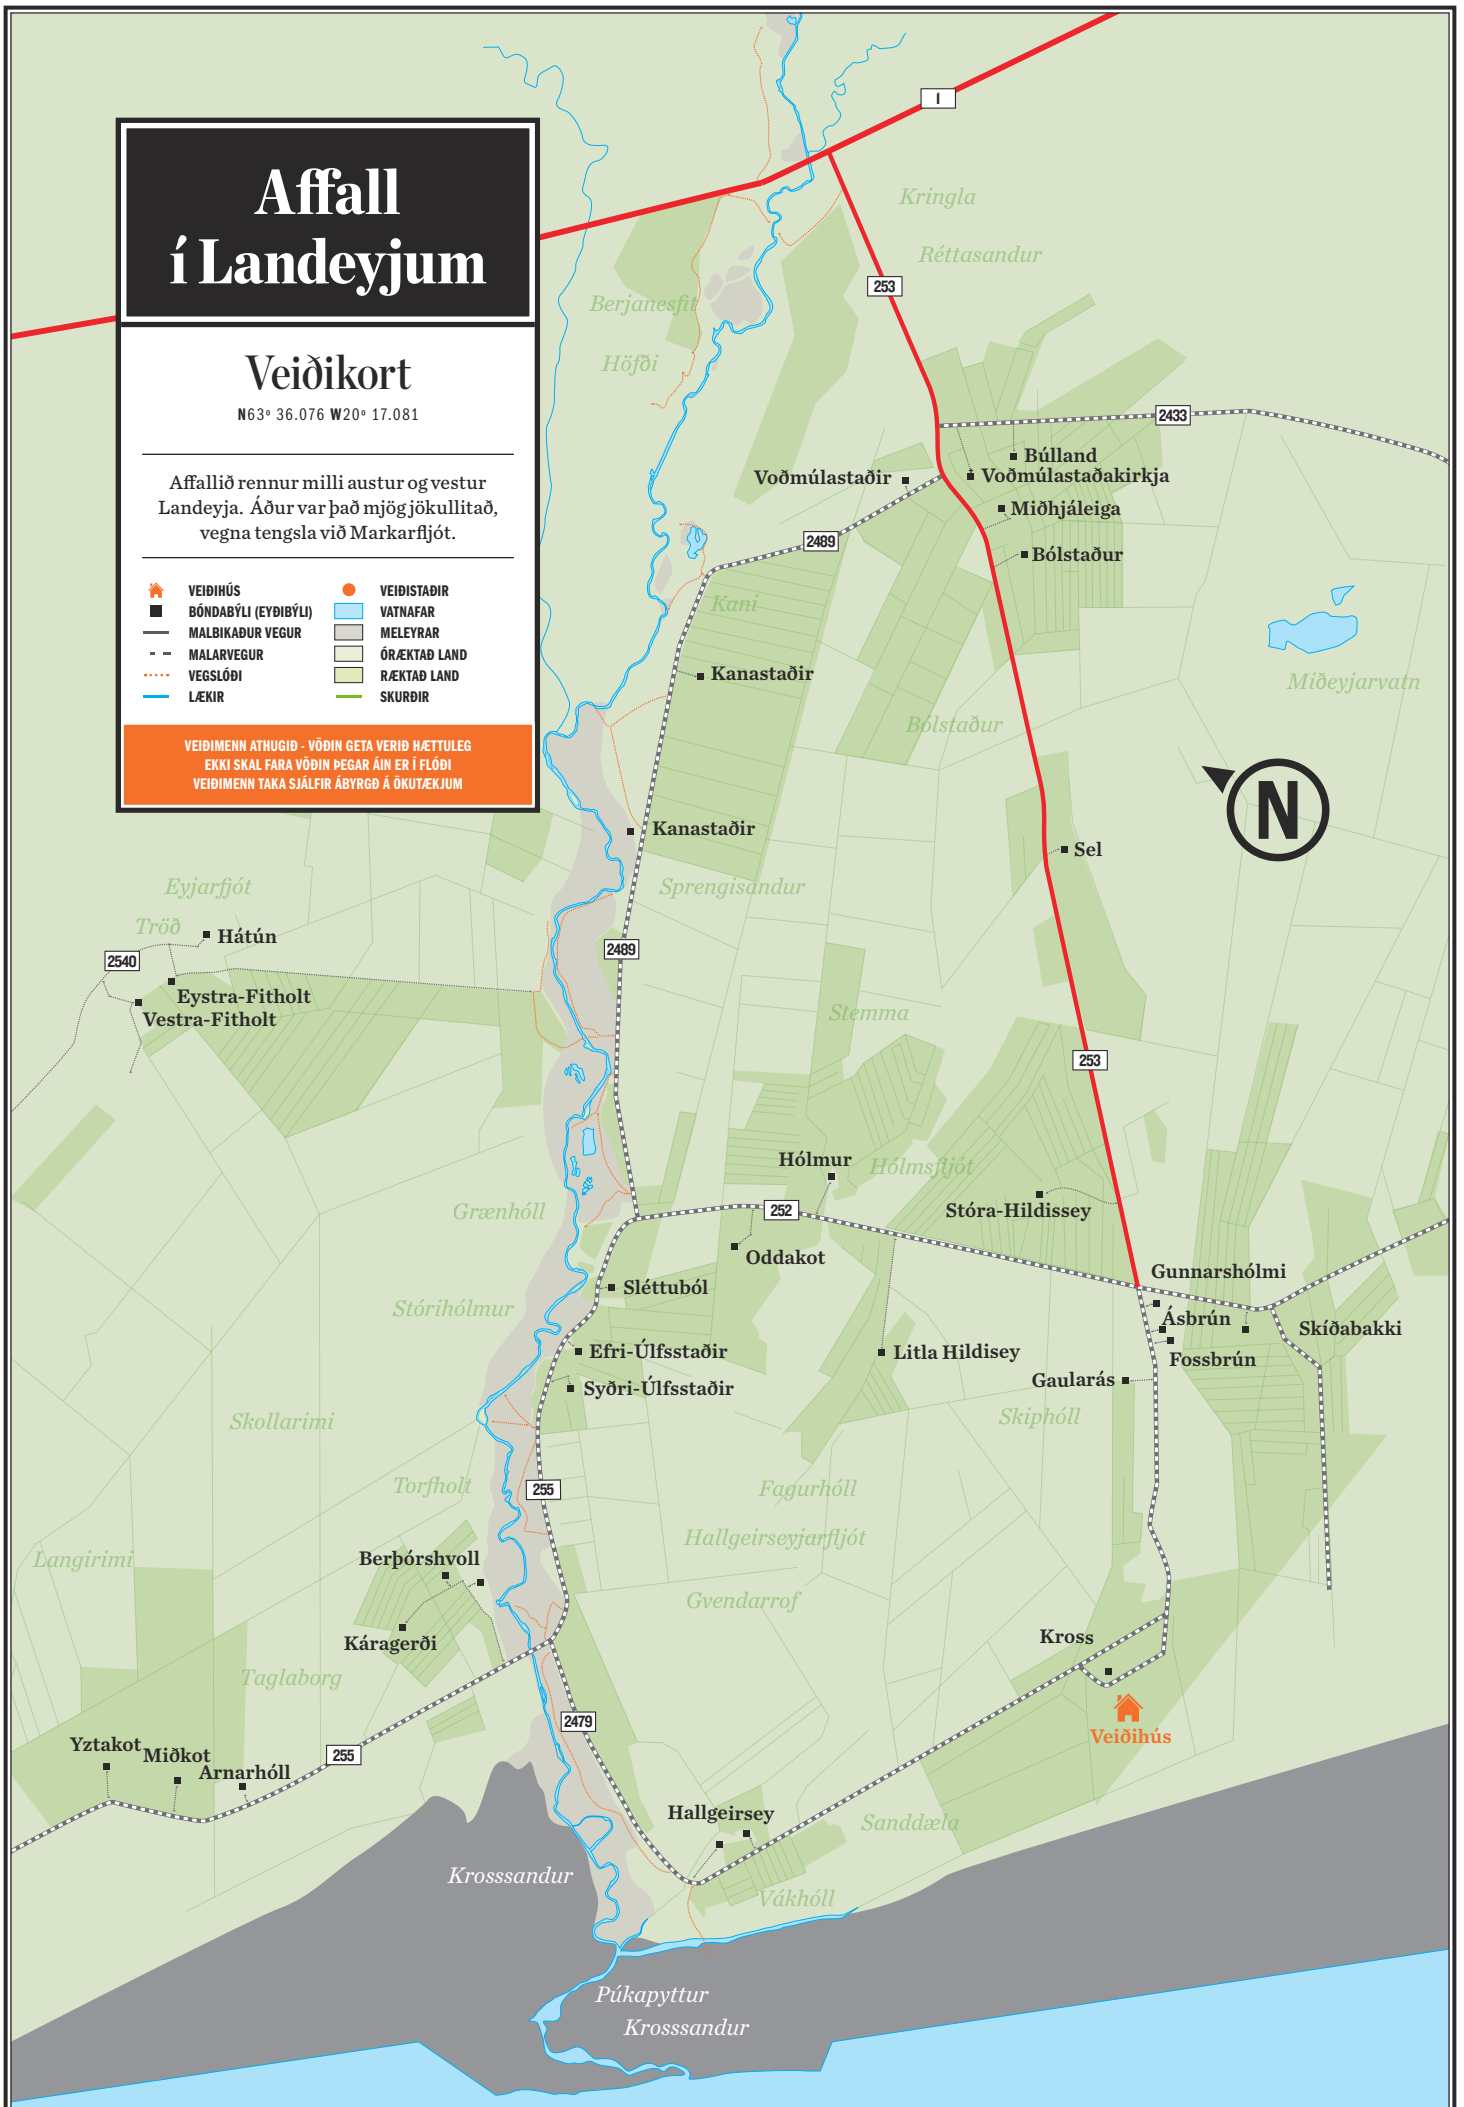 Affall
í Landeyjum
Veiðikort
N63º 36.076 W20º 17.081
Affallið rennur milli austur og vestur
Landeyja. Áður var það mjög jökullitað,
vegna tengsla við Markarfljót.
VEIÐIHÚS
BÓNDABÝLI (EYÐIBÝLI)
MALBIKAÐUR VEGUR
MALARVEGUR
VEGSLÓÐI
LÆKIR
VEIÐISTAÐIR
VATNAFAR
MELEYRAR
ÓRÆKTAÐ LAND
RÆKTAÐ LAND
SKURÐIR
VEIÐIMENN ATHUGIÐ - VÖÐIN GETA VERIÐ HÆTTULEG
EKKI SKAL FARA VÖÐIN ÞEGAR ÁIN ER Í FLÓÐI
VEIÐIMENN TAKA SJÁLFIR ÁBYRGÐ Á ÖKUTÆKJUM
1
Kringla
Réttasandur
253
Berjanesfit
Höfði
2433
Búlland
Voðmúlastaðir
Voðmúlastaðakirkja
Miðhjáleiga
2489
Bólstaður
Kani
Kanastaðir
Miðeyjarvatn
Bólstaður
N
Kanastaðir
Sel
Eyjarfjót
Sprengisandur
Tröð
Hátún
2489
2540
Eystra-Fitholt
Vestra-Fitholt
Stemma
253
Hólmur
Hólmsfljót
Grænhóll
252
Stóra-Hildissey
Oddakot
Gunnarshólmi
Sléttuból
Stórihólmur
Ásbrún
Skíðabakki
Efri-Úlfsstaðir
Litla Hildisey
Fossbrún
Syðri-Úlfsstaðir
Gaularás
Skollarimi
Skiphóll
Torfholt
255
Fagurhóll
Hallgeirseyjarfljót
Langirimi
Berþórshvoll
Gvendarrof
Káragerði
Kross
Taglaborg
2479
Veiðihús
Yztakot
Miðkot
255
Arnarhóll
Hallgeirsey
Sanddæla
Krosssandur
Vákhóll
Púkapyttur
Krosssandur